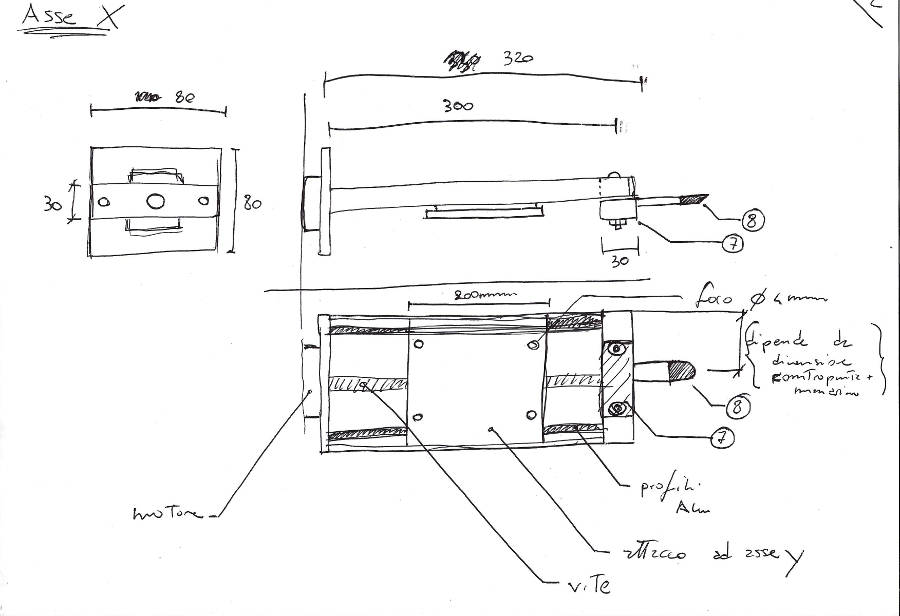 Asse X
320
80
300
30
80
8
7
30
200mm
foro Ø 4mm
(dipende da
dimensione
contropunta +
mandrino)
8
7
profili
Alu
motore
attacco ad asse y
vite